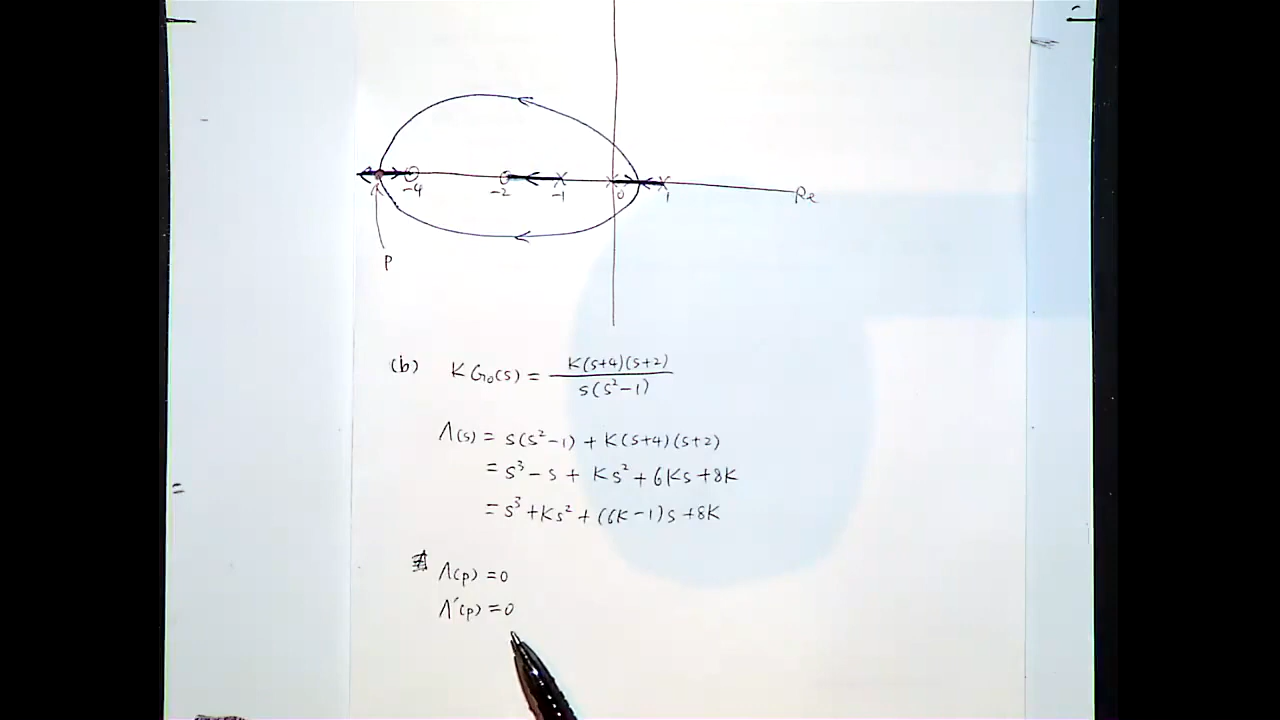 -4 -2 -1 0 1 Re
P
(b) K G₀(s) = K(s+4)(s+2) / s(s²-1)
Λ(s) = s(s²-1) + K(s+4)(s+2)
= s³ - s + Ks² + 6Ks + 8K
= s³ + Ks² + (6K-1)s + 8K
Λ(p) = 0
Λ'(p) = 0